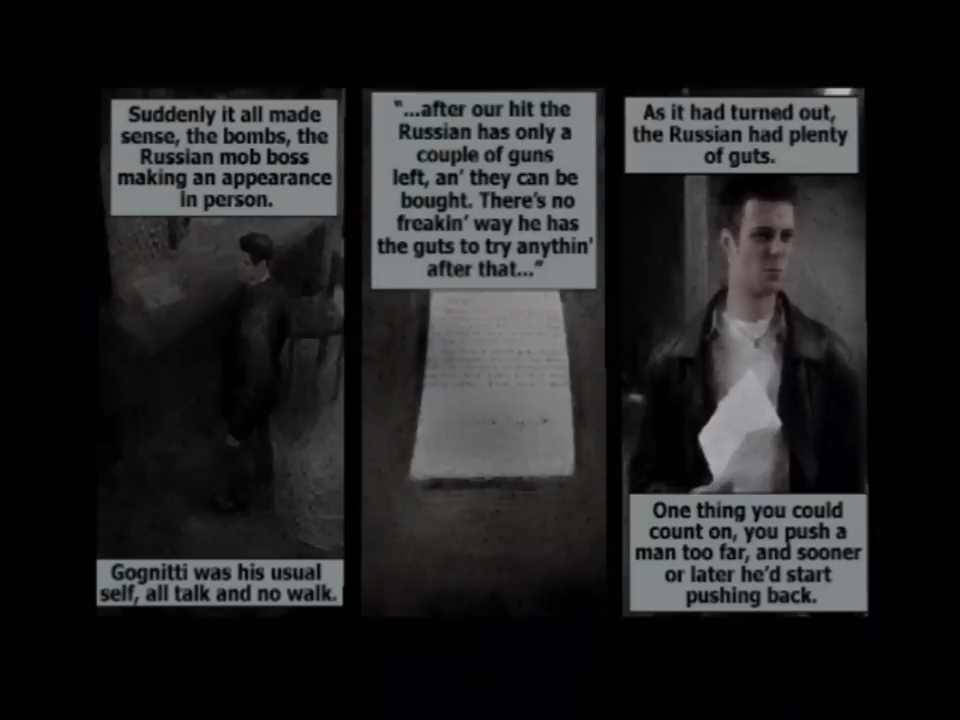 Suddenly it all made
sense, the bombs, the
Russian mob boss
making an appearance
in person.
Gognitti was his usual
self, all talk and no walk.
"...after our hit the
Russian has only a
couple of guns
left, an' they can be
bought. There's no
freakin' way he has
the guts to try anythin'
after that..."
As it had turned out,
the Russian had plenty
of guts.
One thing you could
count on, you push a
man too far, and sooner
or later he'd start
pushing back.